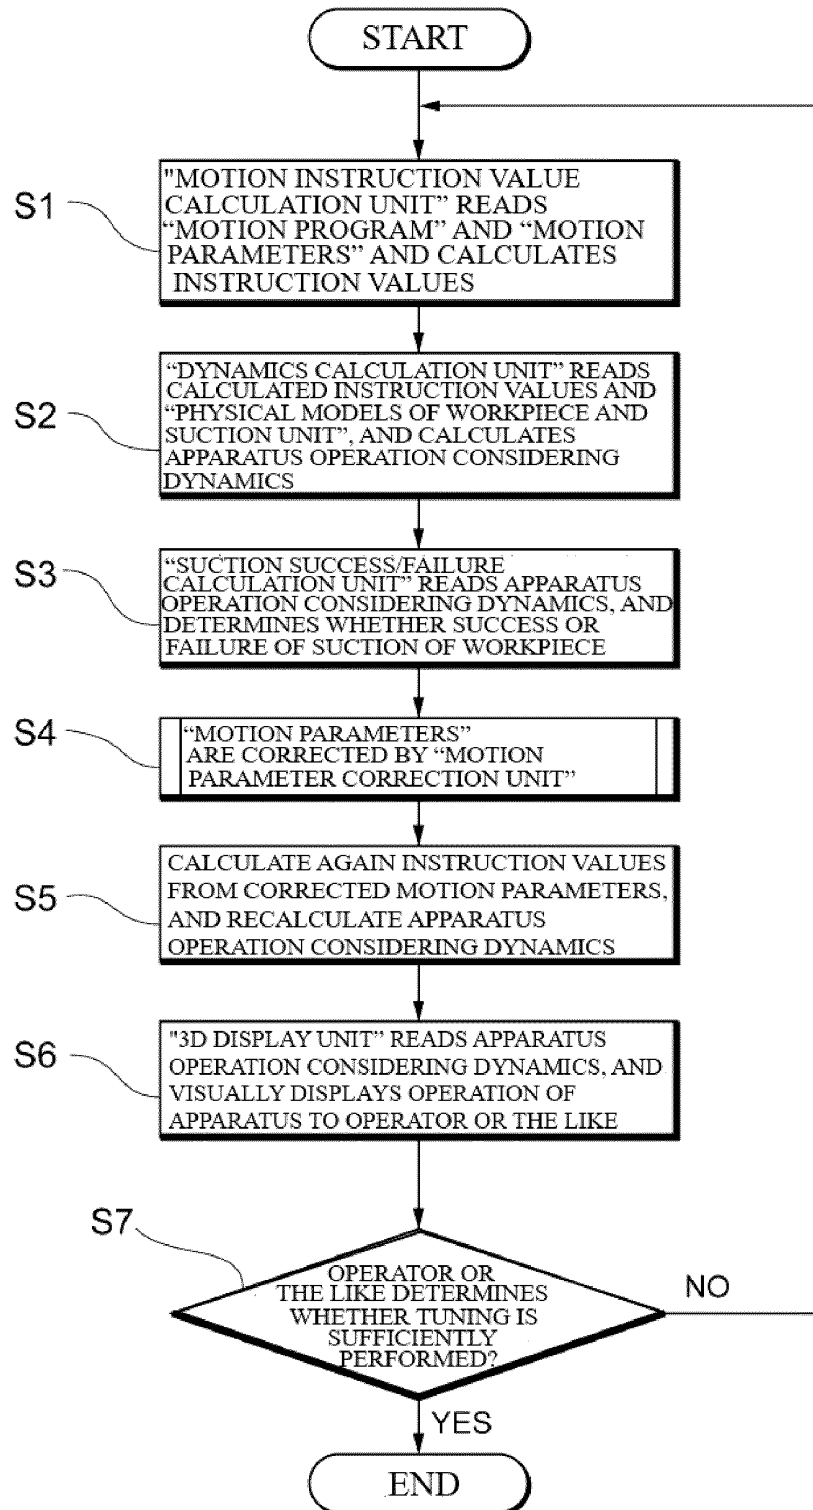 START
S1
"MOTION INSTRUCTION VALUE
CALCULATION UNIT” READS
“MOTION PROGRAM” AND “MOTION
PARAMETERS” AND CALCULATES
INSTRUCTION VALUES
S2
“DYNAMICS CALCULATION UNIT” READS
CALCULATED INSTRUCTION VALUES AND
“PHYSICAL MODELS OF WORKPIECE AND
SUCTION UNIT”, AND CALCULATES
APPARATUS OPERATION CONSIDERING
DYNAMICS
S3
“SUCTION SUCCESS/FAILURE
CALCULATION UNIT” READS APPARATUS
OPERATION CONSIDERING DYNAMICS, AND
DETERMINES WHETHER SUCCESS OR
FAILURE OF SUCTION OF WORKPIECE
S4
“MOTION PARAMETERS”
ARE CORRECTED BY “MOTION
PARAMETER CORRECTION UNIT”
S5
CALCULATE AGAIN INSTRUCTION VALUES
FROM CORRECTED MOTION PARAMETERS,
AND RECALCULATE APPARATUS
OPERATION CONSIDERING DYNAMICS
S6
"3D DISPLAY UNIT” READS APPARATUS
OPERATION CONSIDERING DYNAMICS, AND
VISUALLY DISPLAYS OPERATION OF
APPARATUS TO OPERATOR OR THE LIKE
S7
OPERATOR OR
THE LIKE DETERMINES
WHETHER TUNING IS
SUFFICIENTLY
PERFORMED?
NO
YES
END